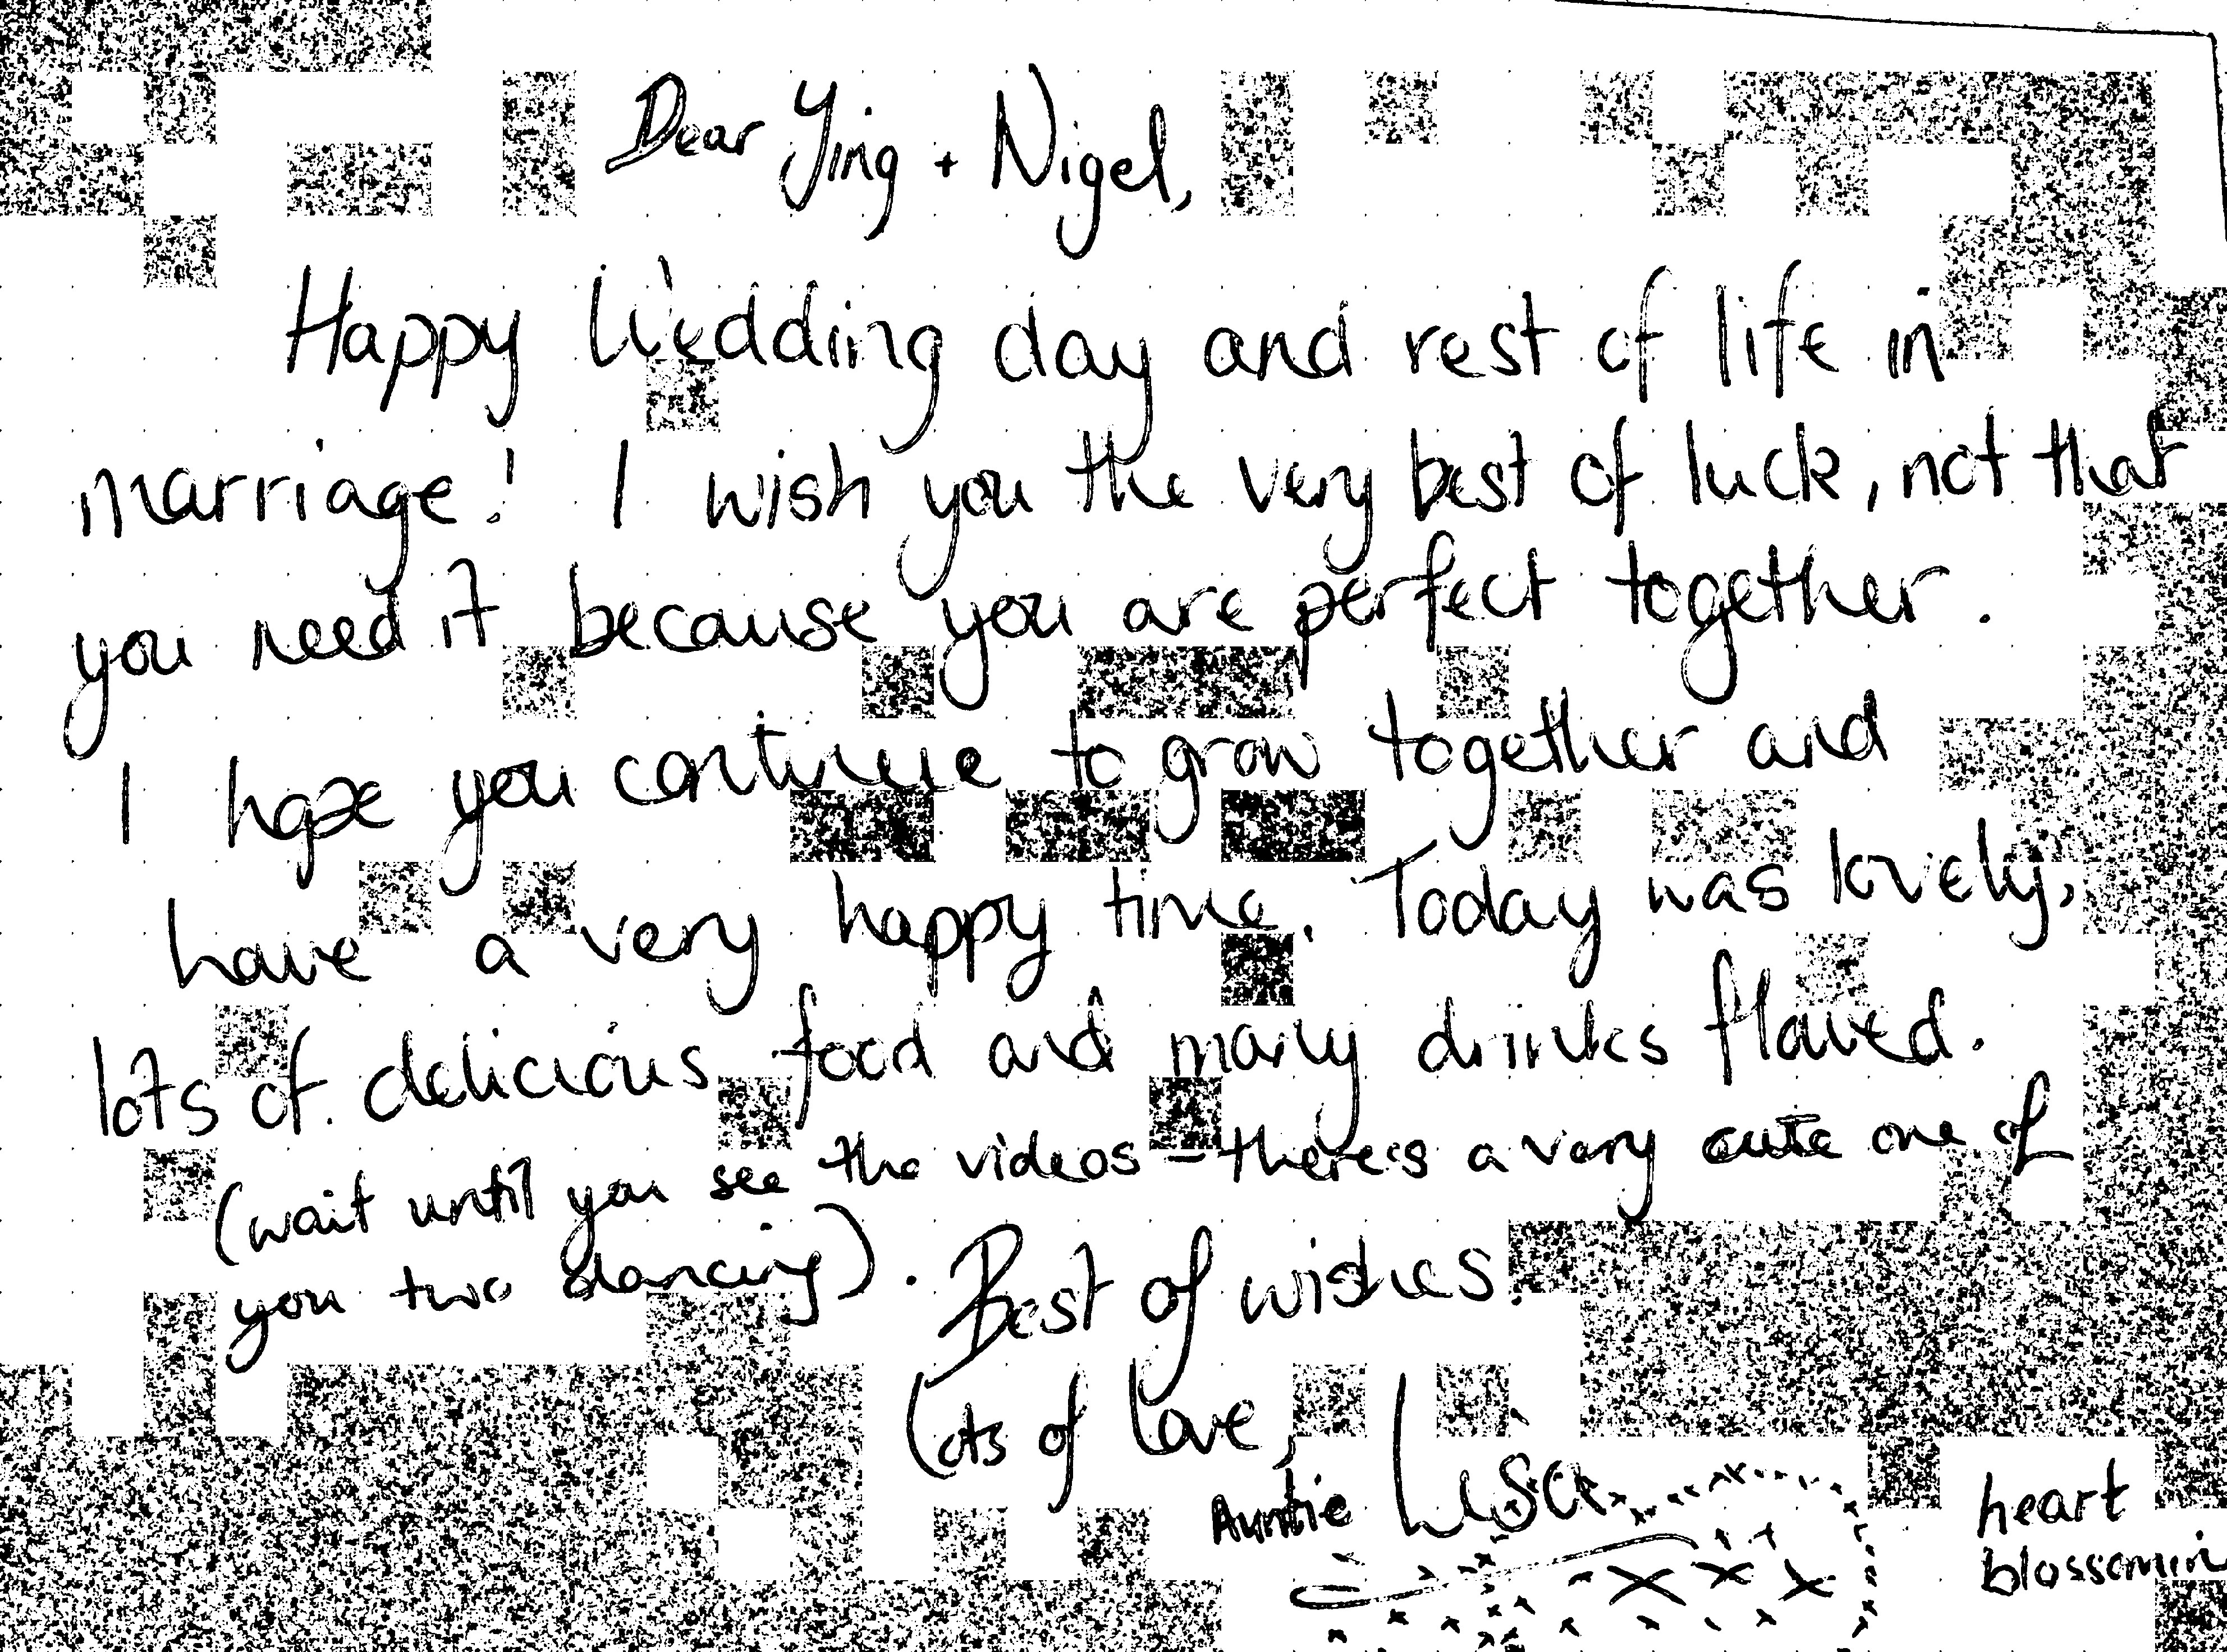 Dear Ying + Nigel,
Happy Wedding day and rest of life in
marriage! I wish you the very best of luck, not that
you need it because you are perfect together.
I hope you continue to grow together and
have a very happy time. Today was lovely,
lots of delicious food and many drinks flowed.
(wait until you see the videos - there's a very cute one of
you two dancing). Best of wishes.
Lots of love,
Auntie Lisa
x x x
heart